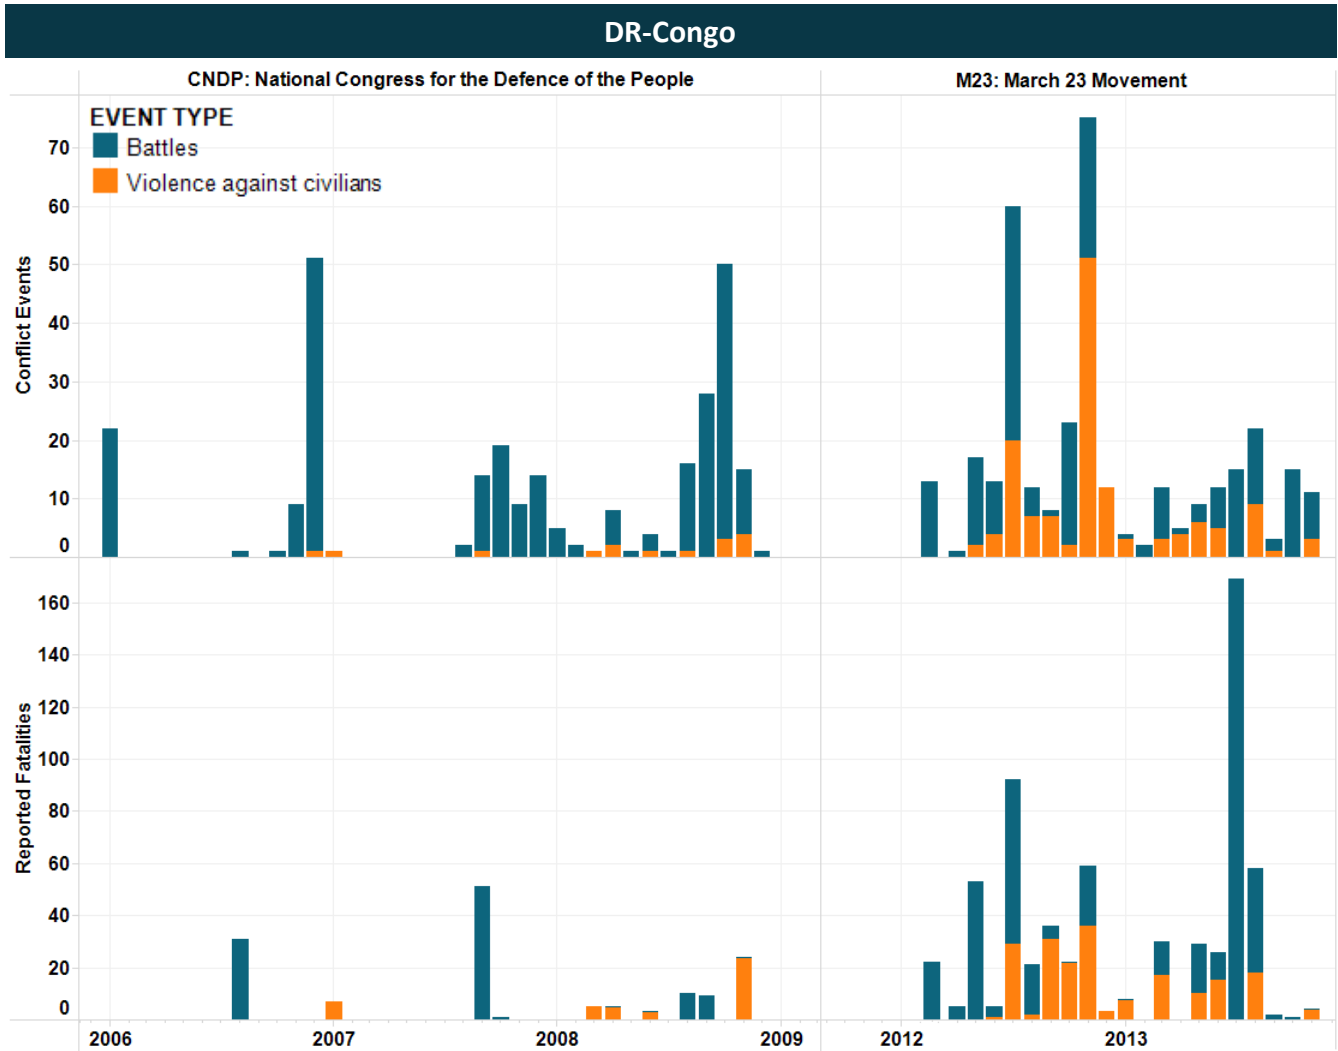 DR-Congo
CNDP: National Congress for the Defence of the People
M23: March 23 Movement
EVENT TYPE
Battles
Violence against civilians
Conflict Events
70
60
50
40
30
20
10
0
Reported Fatalities
160
140
120
100
80
60
40
20
0
2006 2007 2008 2009 2012 2013